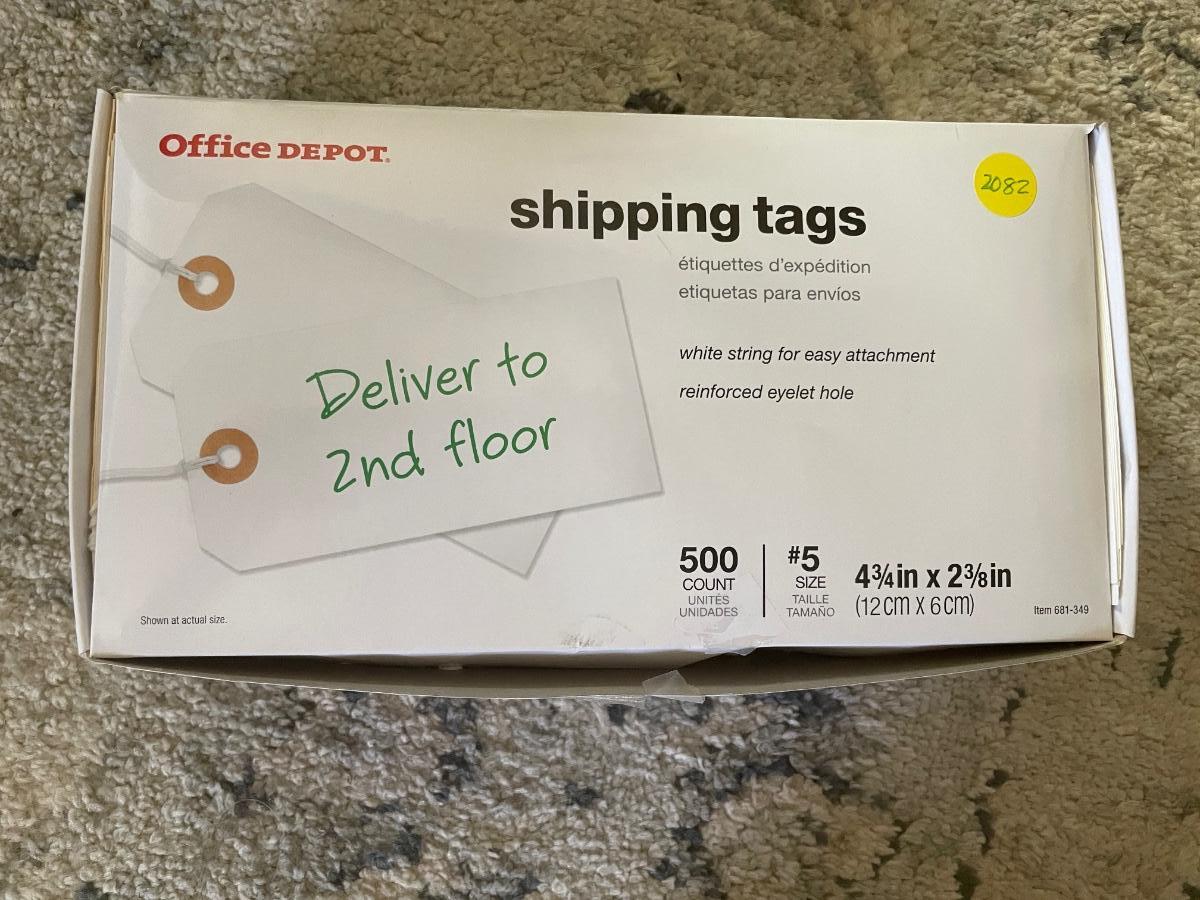 Office DEPOT.
2082
shipping tags
étiquettes d'expédition
etiquetas para envíos
white string for easy attachment
reinforced eyelet hole
Deliver to
2nd floor
500
COUNT
UNITÉS
UNIDADES
#5
SIZE
TAILLE
TAMAÑO
4¾in x 2⅜in
(12cm X 6cm)
Item 681-349
Shown at actual size.